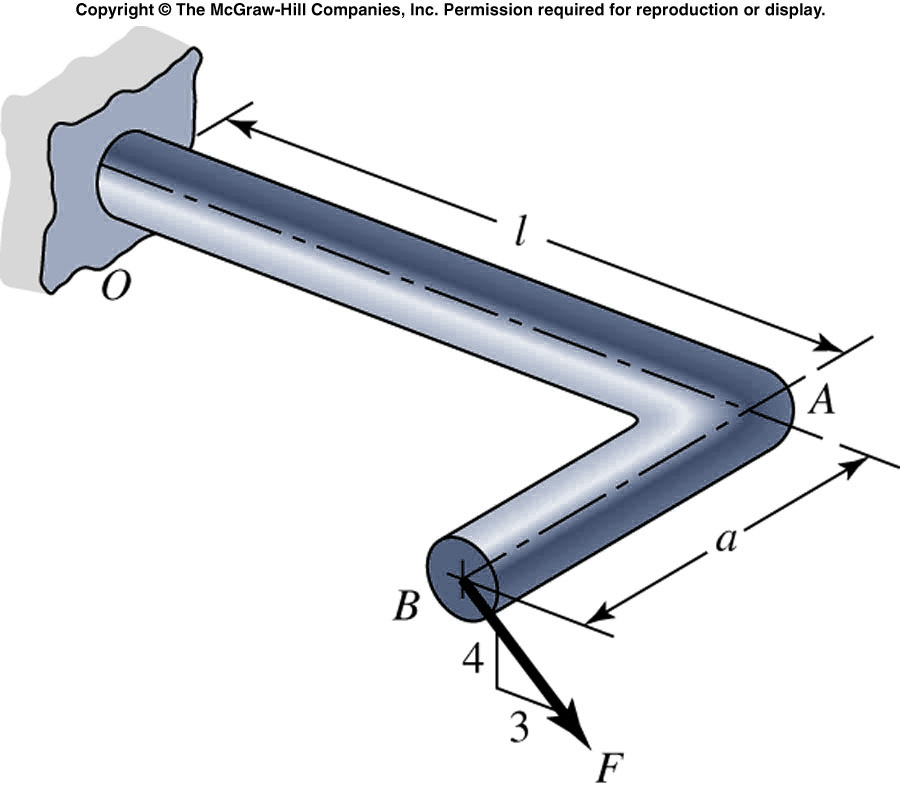 Copyright © The McGraw-Hill Companies, Inc. Permission required for reproduction or display.
l
O
A
a
B
4
3
F